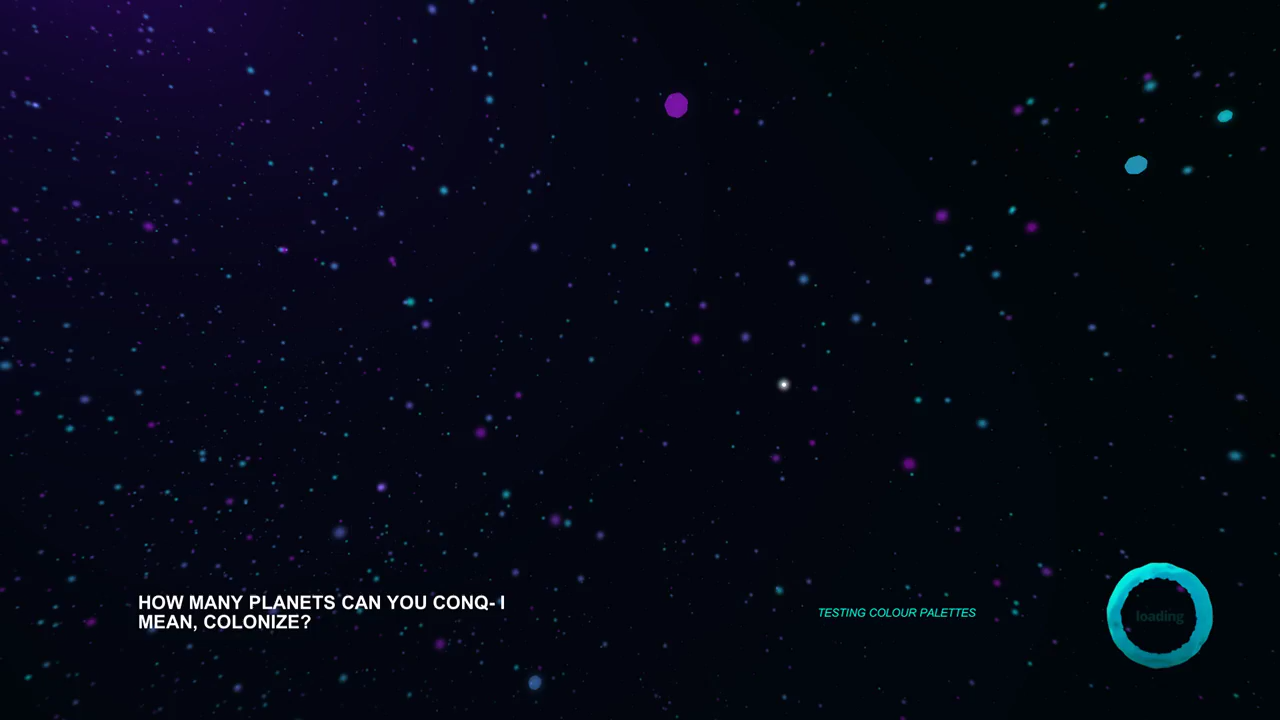 HOW MANY PLANETS CAN YOU CONQ- I
MEAN, COLONIZE?
TESTING COLOUR PALETTES
loading